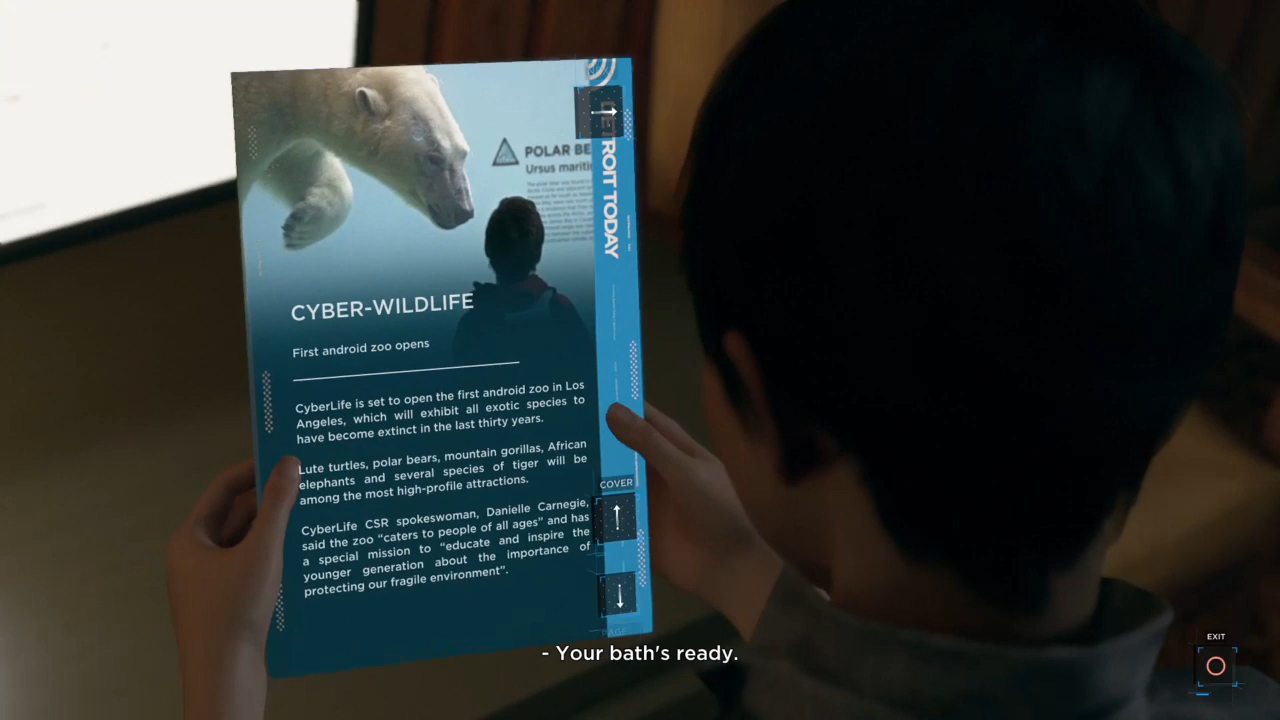 DETROIT TODAY
POLAR BE
Ursus mariti
CYBER-WILDLIFE
First android zoo opens
CyberLife is set to open the first android zoo in Los
Angeles, which will exhibit all exotic species to
have become extinct in the last thirty years.
Lute turtles, polar bears, mountain gorillas, African
elephants and several species of tiger will be
among the most high-profile attractions.
CyberLife CSR spokeswoman, Danielle Carnegie,
said the zoo “caters to people of all ages” and has
a special mission to “educate and inspire the
younger generation about the importance of
protecting our fragile environment”.
COVER
PAGE
- Your bath's ready.
EXIT